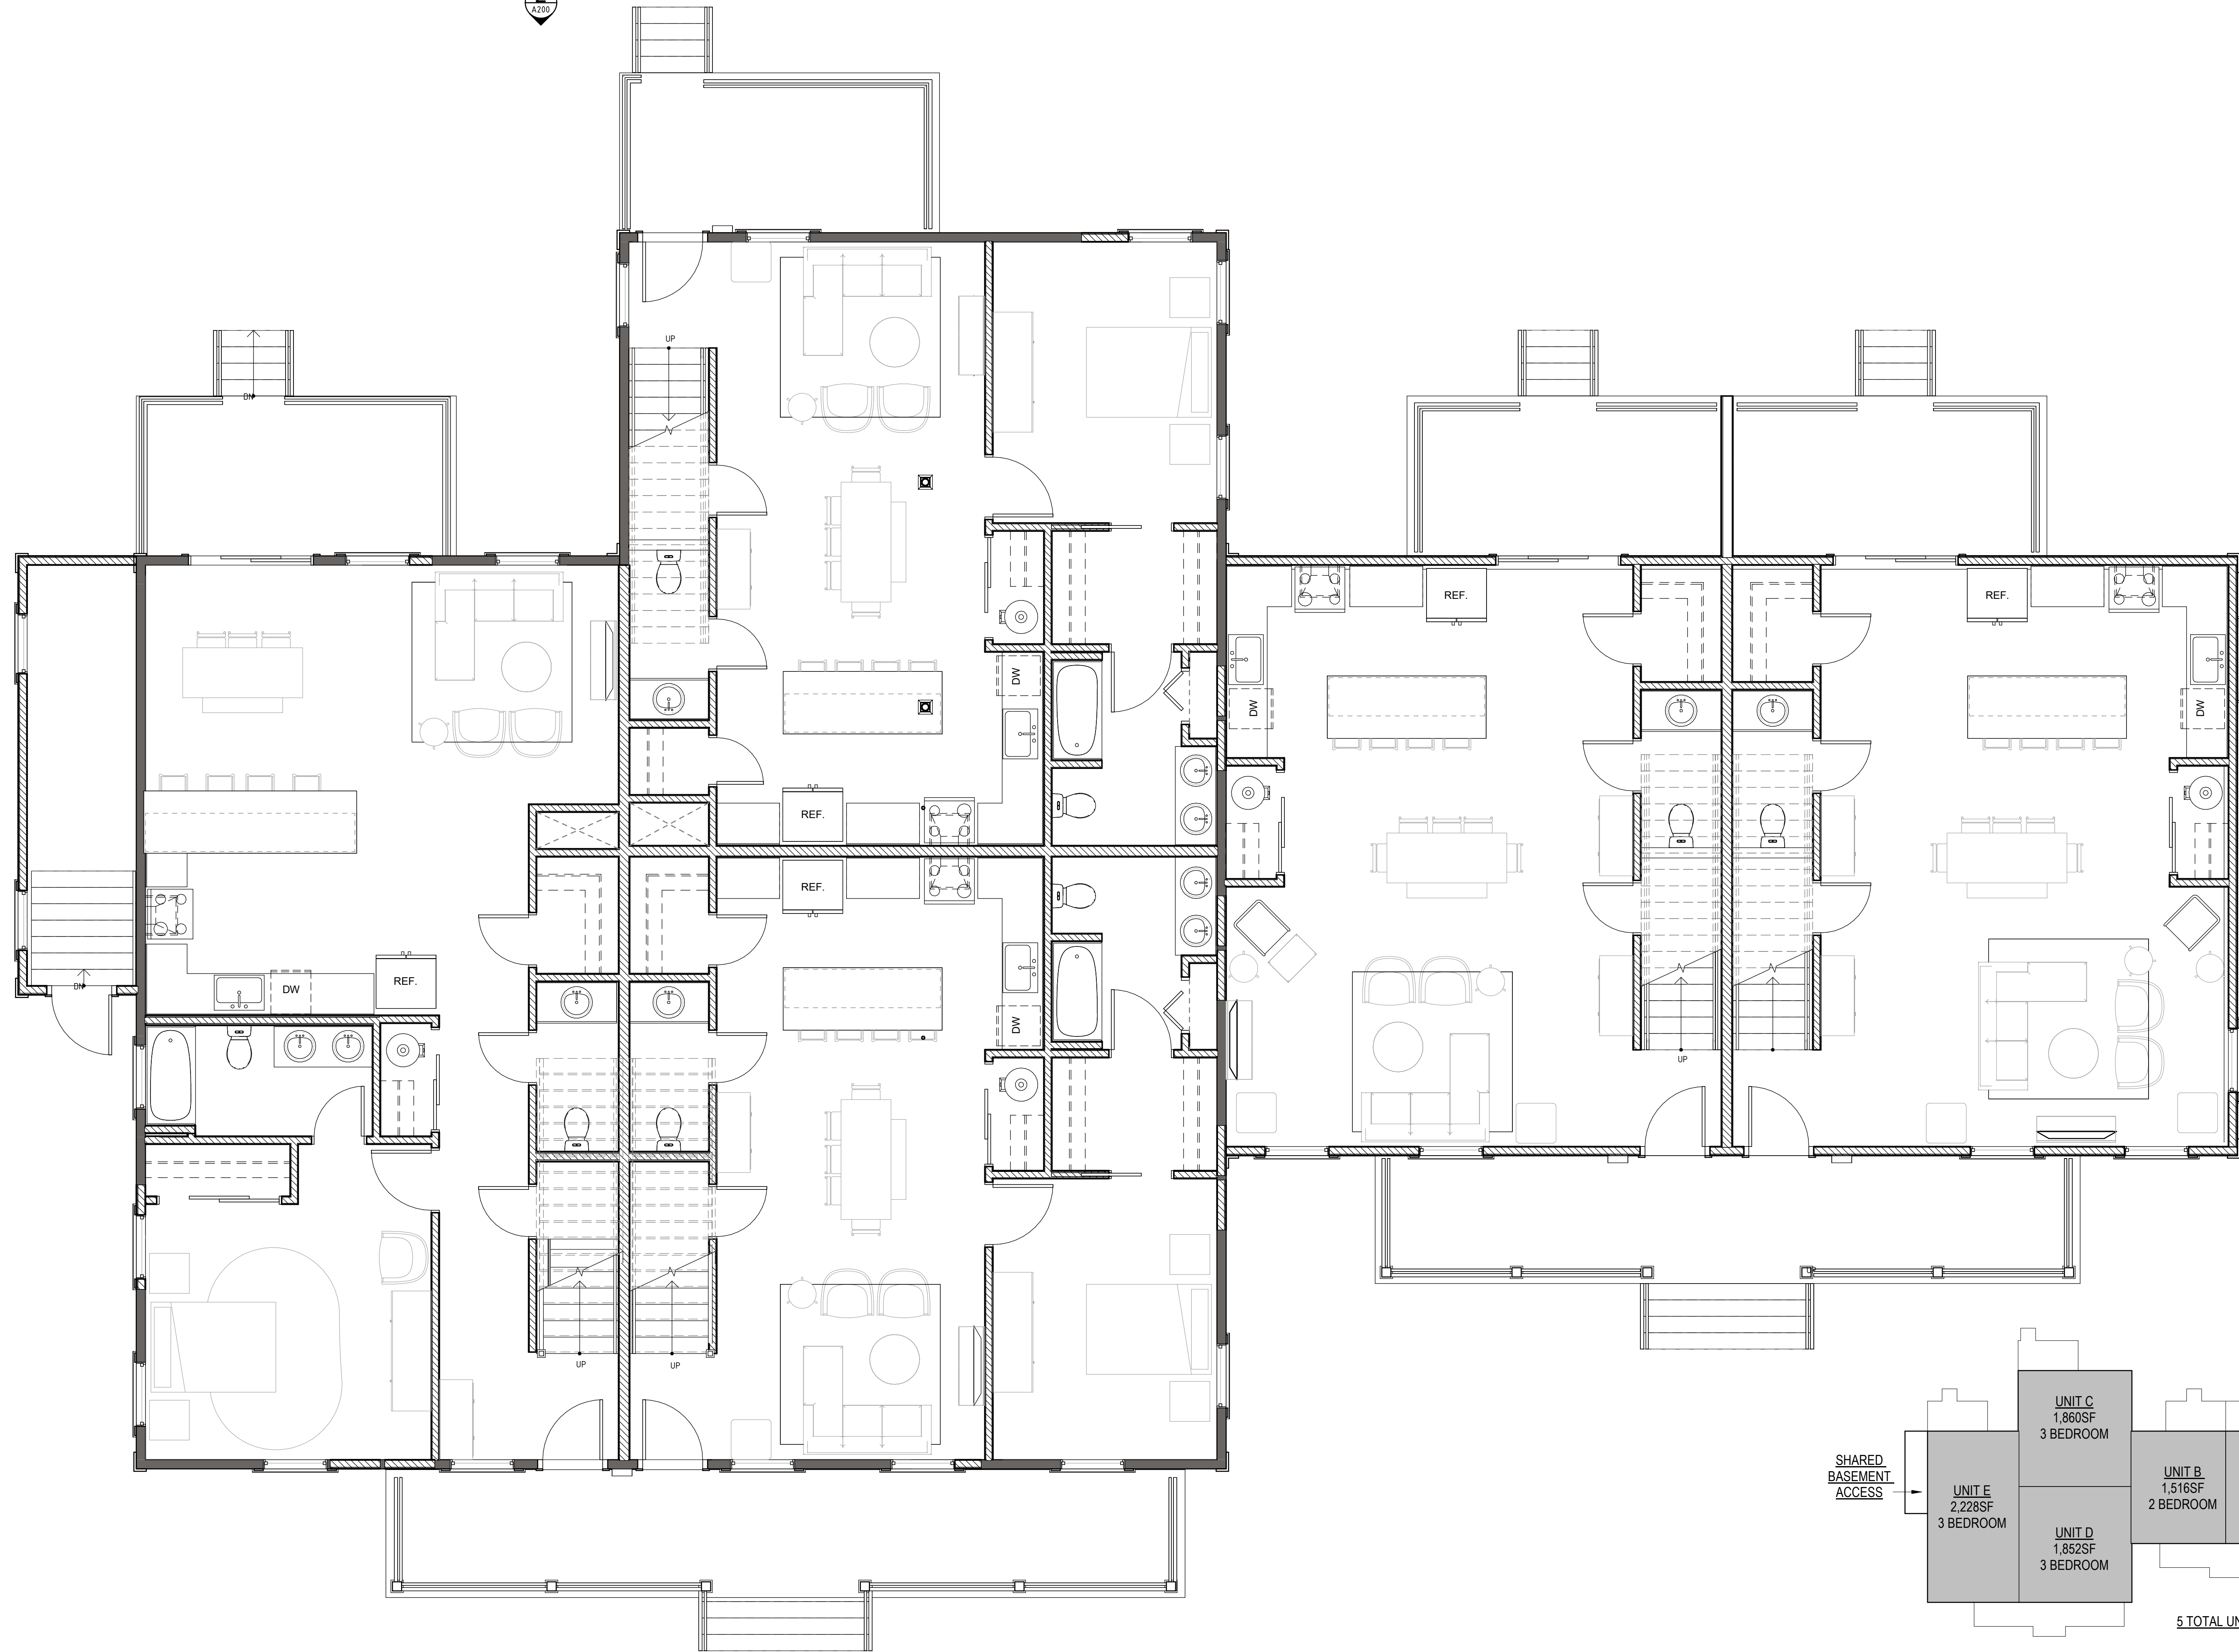 A200
UP
DN
REF.
REF.
DW
DW
DW
REF.
REF.
DW
REF.
DN
DW
DW
UP
UP
UP
UNIT C
1,860SF
3 BEDROOM
SHARED
BASEMENT
ACCESS
UNIT E
2,228SF
3 BEDROOM
UNIT B
1,516SF
2 BEDROOM
UNIT D
1,852SF
3 BEDROOM
5 TOTAL